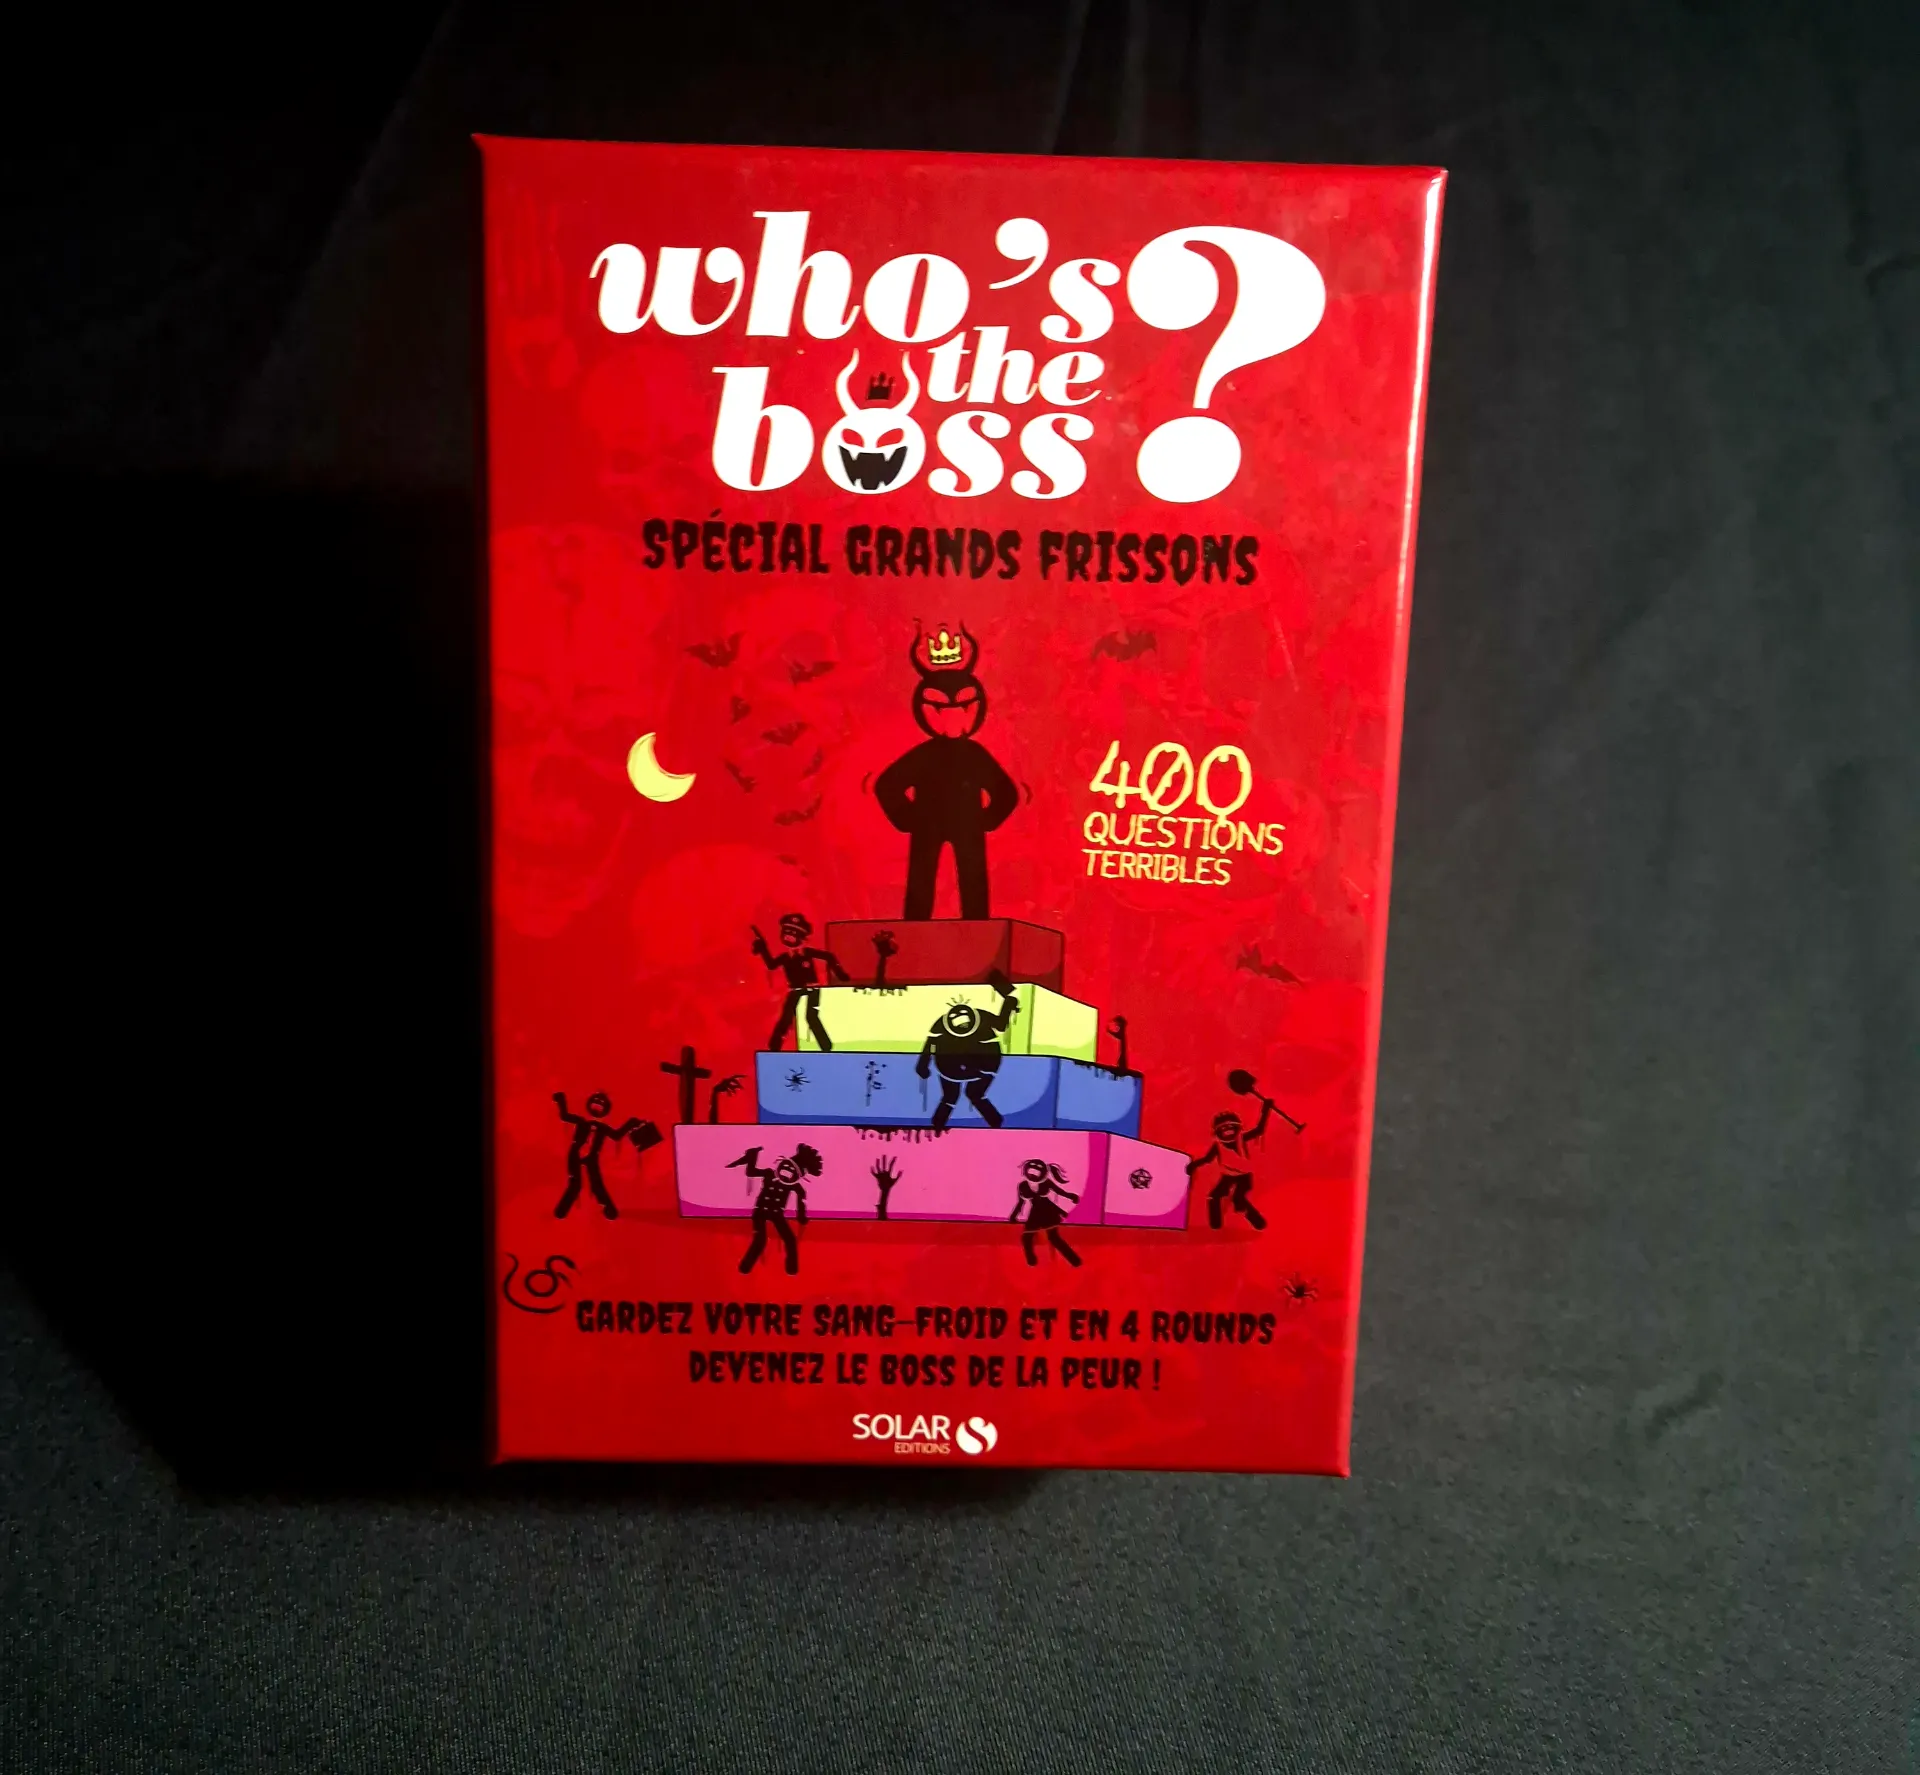 who's
the
boss?
SPÉCIAL GRANDS FRISSONS
400
QUESTIONS
TERRIBLES
GARDEZ VOTRE SANG-FROID ET EN 4 ROUNDS
DEVENEZ LE BOSS DE LA PEUR !
SOLAR
EDITIONS